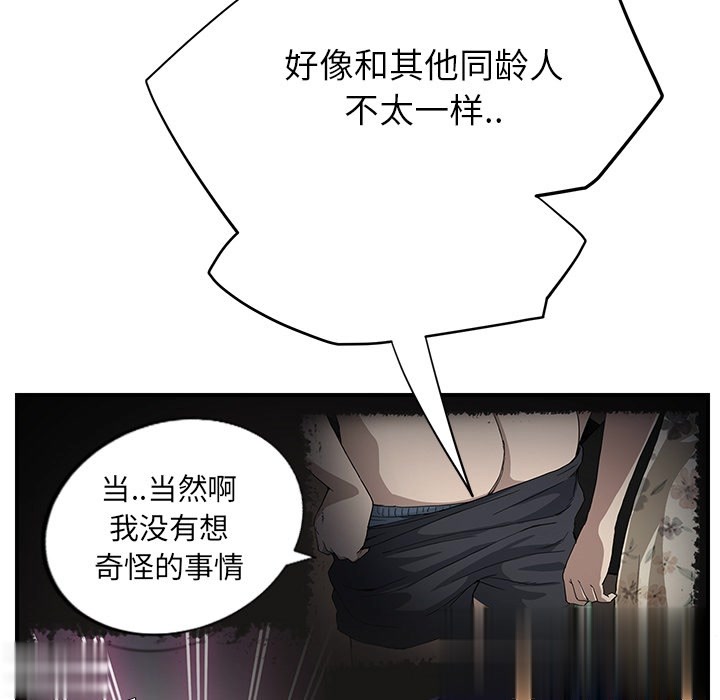 好像和其他同龄人
不太一样..
当..当然啊
我没有想
奇怪的事情